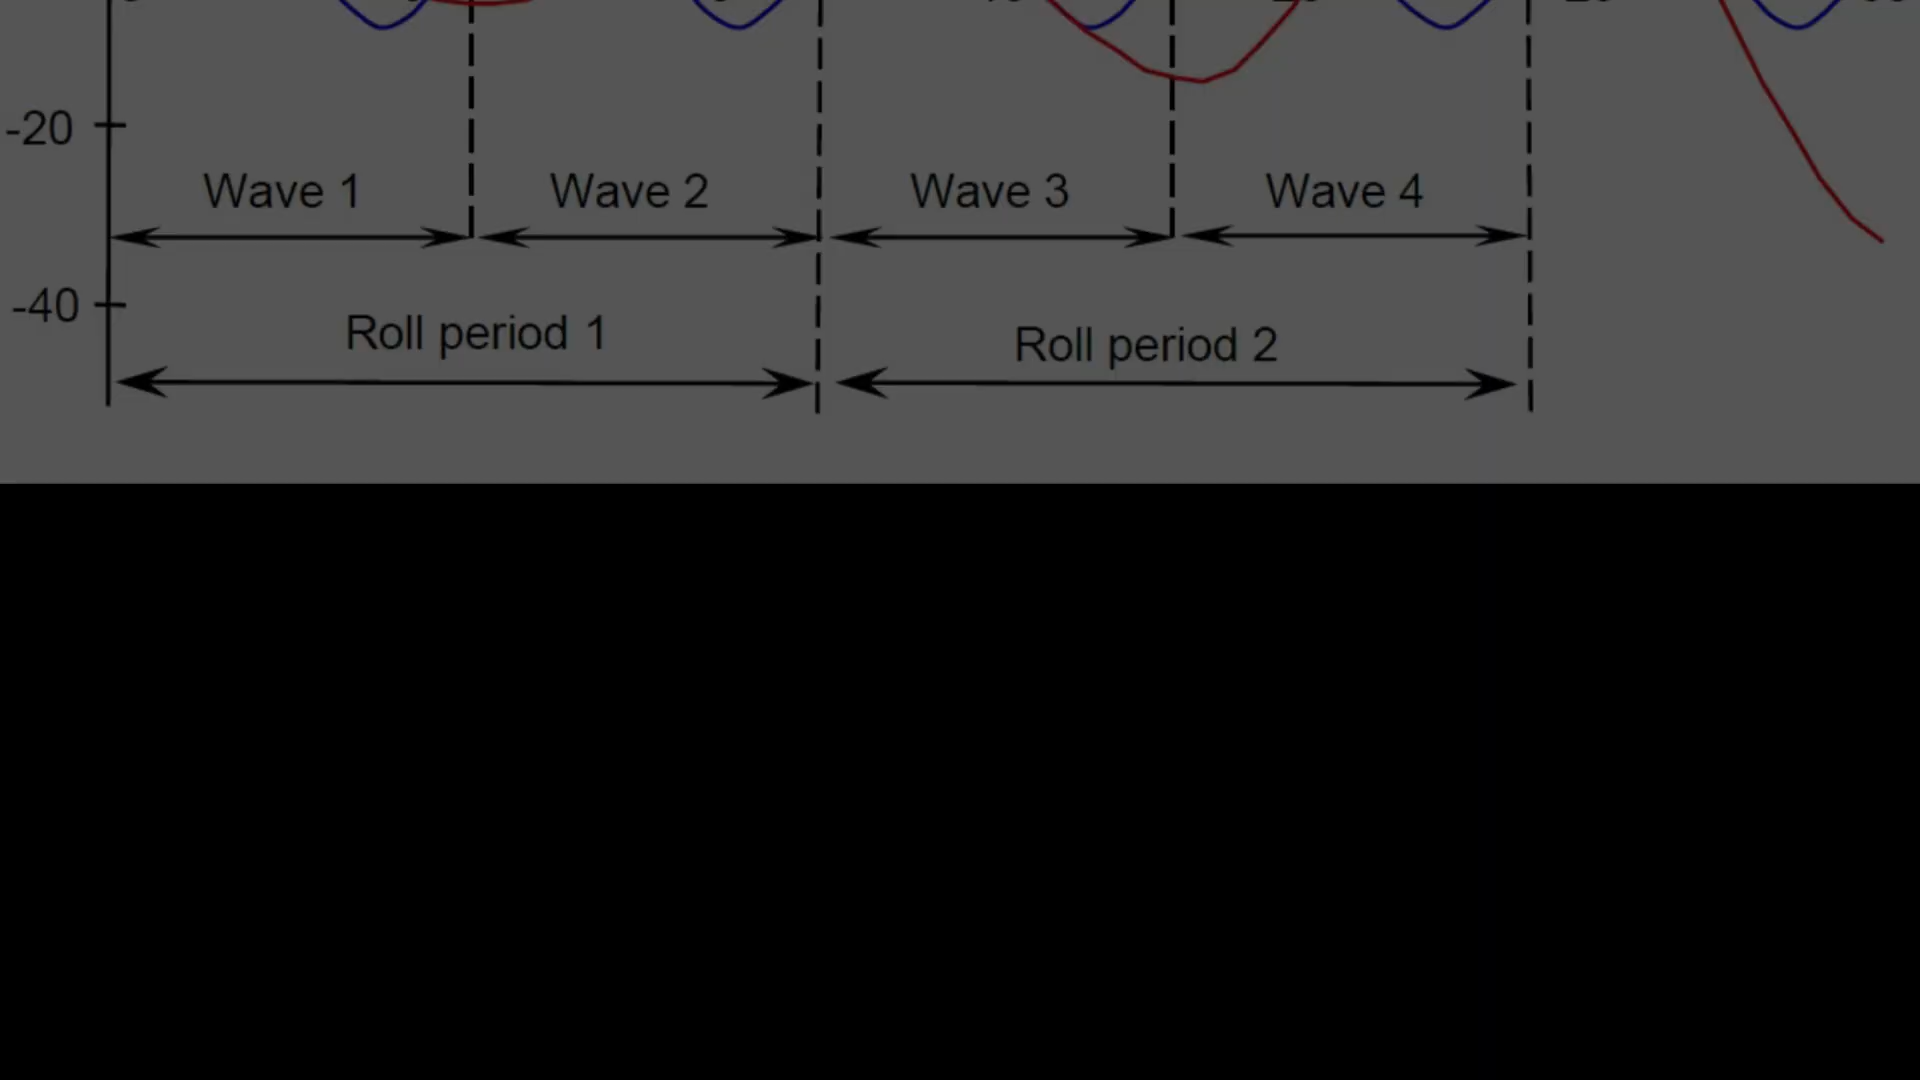 -20
Wave 1 Wave 2 Wave 3 Wave 4
-40
Roll period 1 Roll period 2